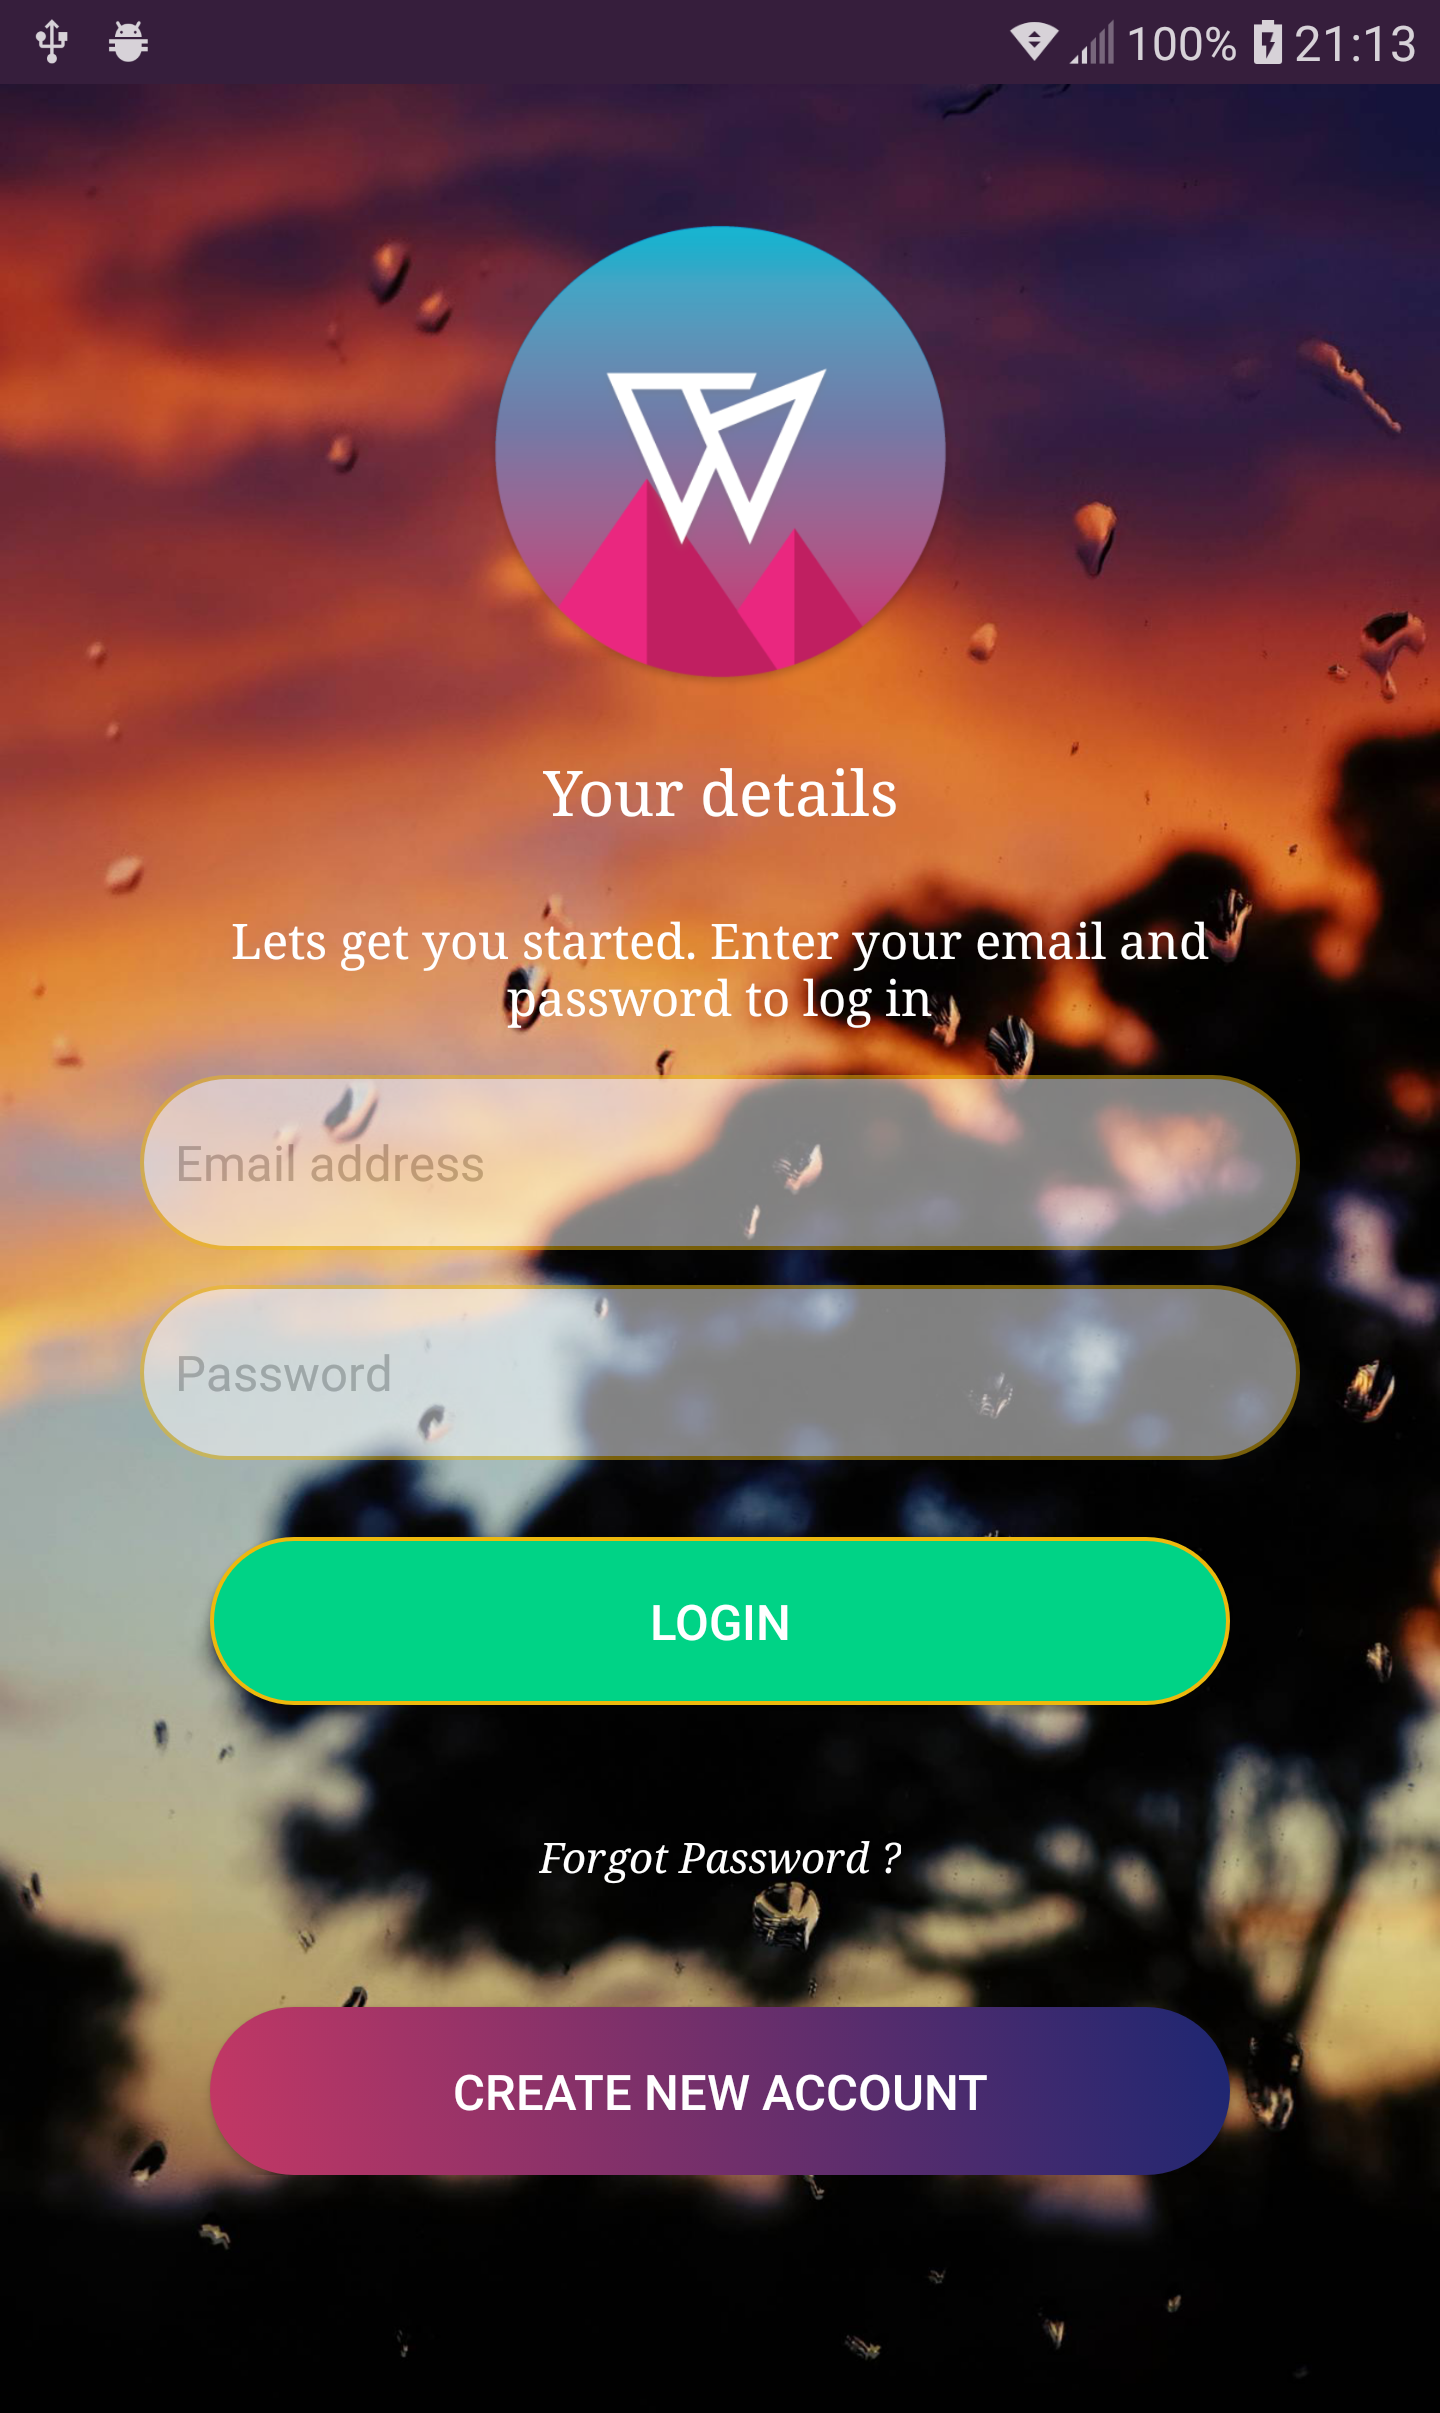 100% 21:13
Your details
Lets get you started. Enter your email and
password to log in
Email address
Password
LOGIN
Forgot Password ?
CREATE NEW ACCOUNT